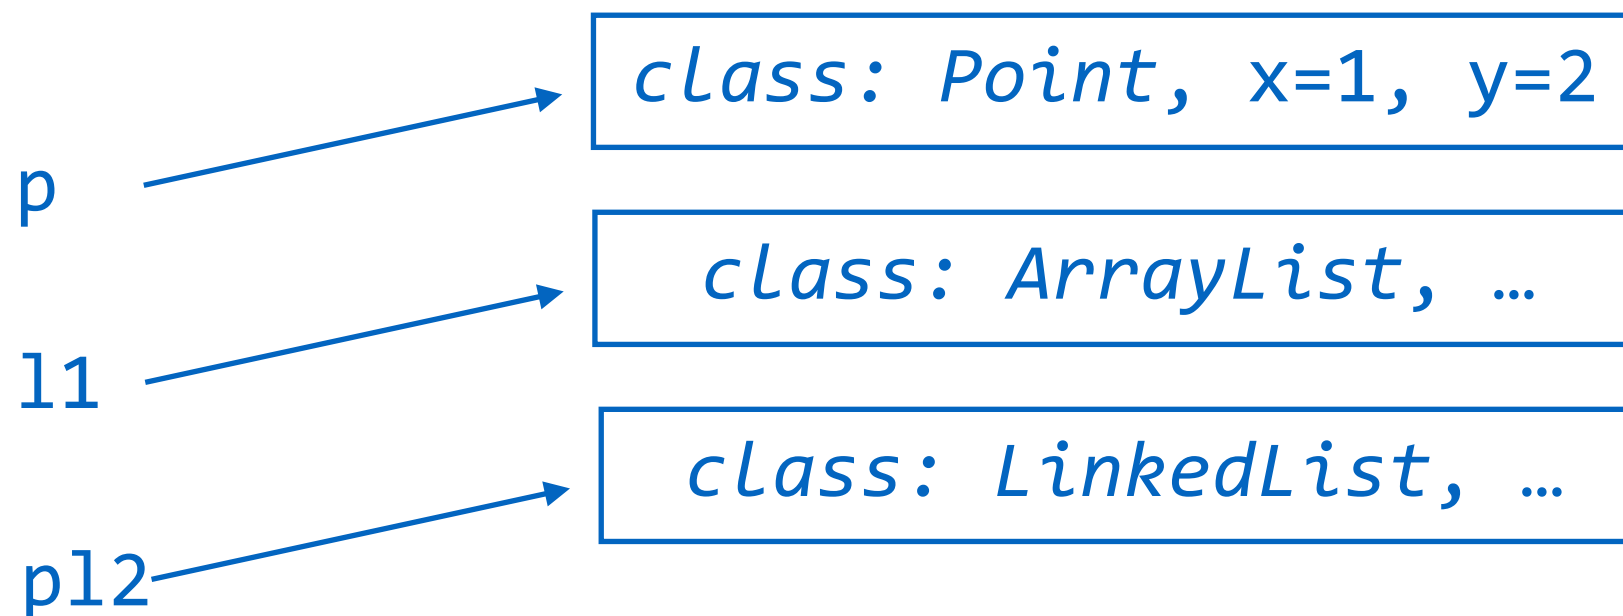 class: Point, x=1, y=2
p
class: ArrayList, …
l1
class: LinkedList, …
pl2